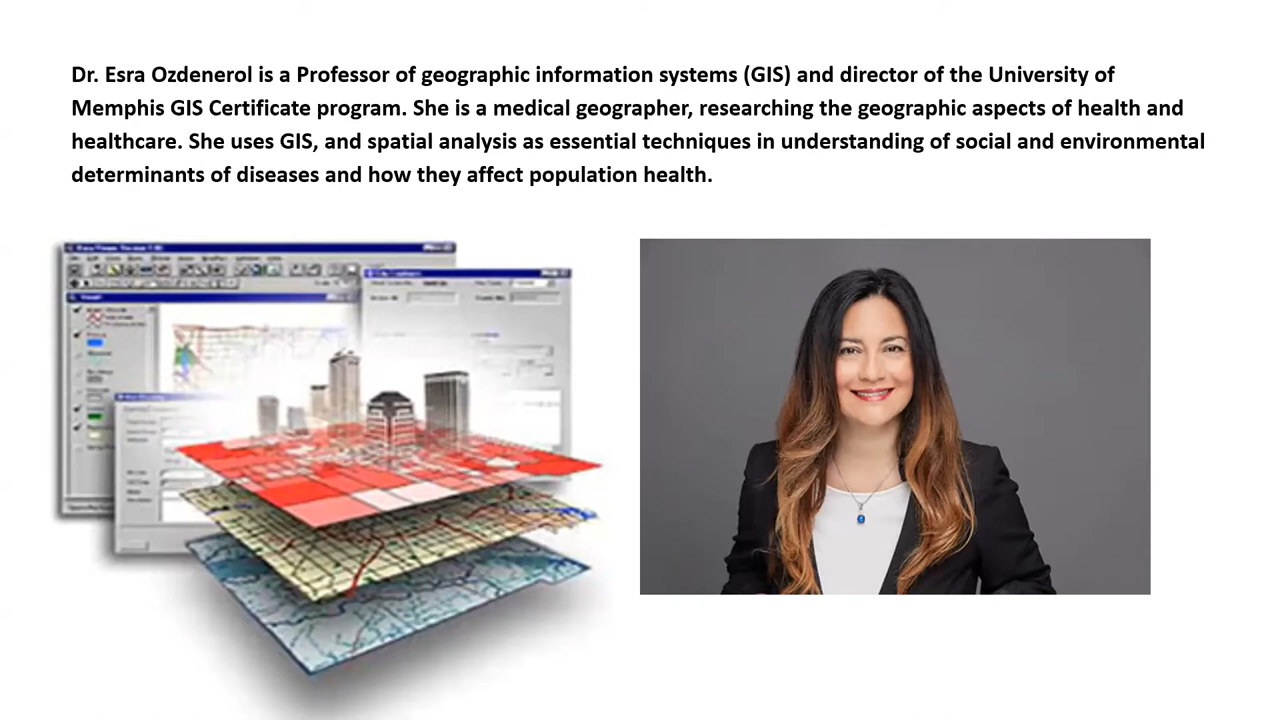 Dr. Esra Ozdenerol is a Professor of geographic information systems (GIS) and director of the University of
Memphis GIS Certificate program. She is a medical geographer, researching the geographic aspects of health and
healthcare. She uses GIS, and spatial analysis as essential techniques in understanding of social and environmental
determinants of diseases and how they affect population health.